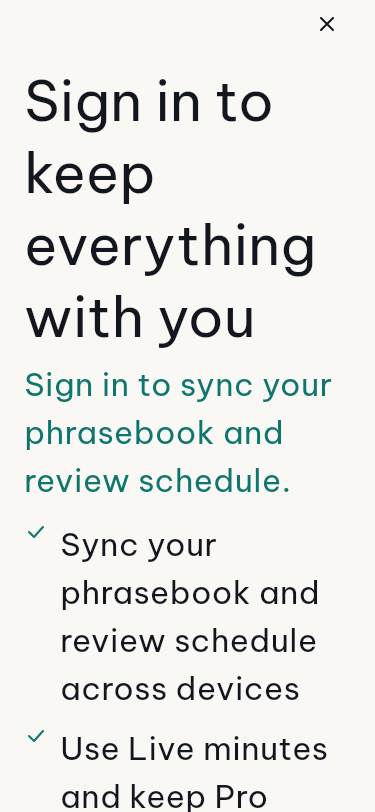 Sign in to
keep
everything
with you
Sign in to sync your
phrasebook and
review schedule.
Sync your
phrasebook and
review schedule
across devices
Use Live minutes
and keep Pro